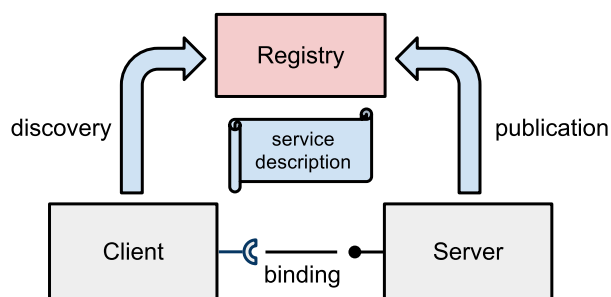 Registry
discovery
service
description
publication
Client
Server
binding